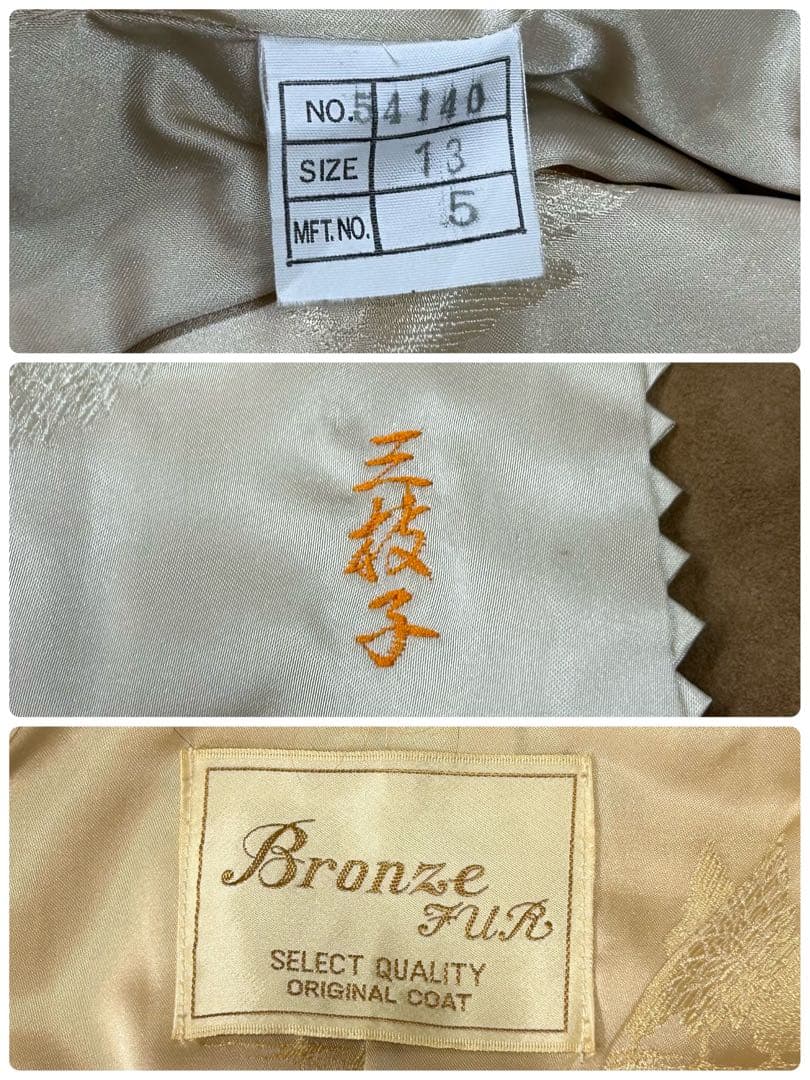 NO. 54140
SIZE 13
MFT.NO. 5
三枝子
Bronze
FUR
SELECT QUALITY
ORIGINAL COAT